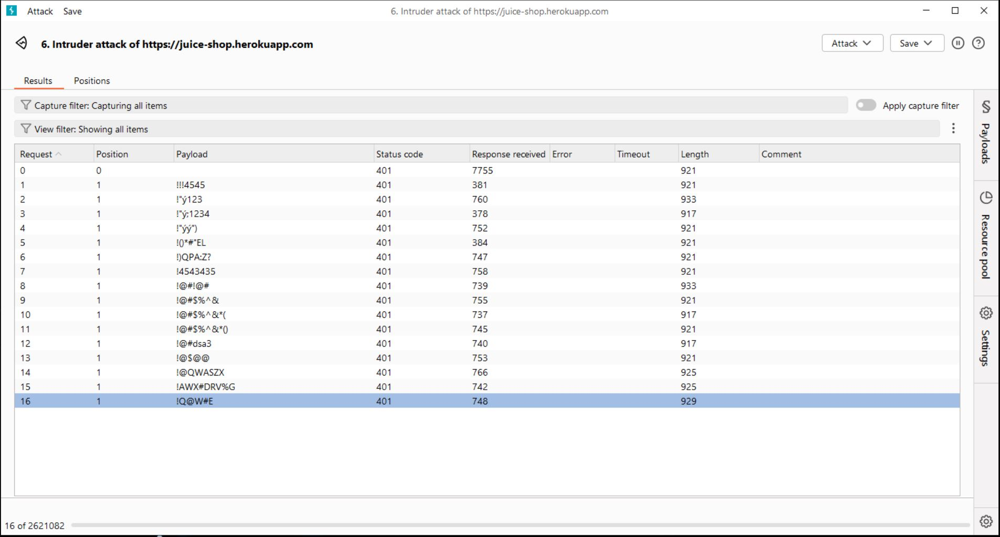 Attack Save 6. Intruder attack of https://juice-shop.herokuapp.com
6. Intruder attack of https://juice-shop.herokuapp.com Attack Save
Results Positions
Capture filter: Capturing all items Apply capture filter
View filter: Showing all items
Request Position Payload Status code Response received Error Timeout Length Comment
0 0 401 7755 921
1 1 !!!4545 401 381 921
2 1 !"ý123 401 760 933
3 1 !"ý;1234 401 378 917
4 1 !"ýý") 401 752 921
5 1 !()*#"EL 401 384 921
6 1 !)QPA:Z? 401 747 921
7 1 !4543435 401 758 921
8 1 !@#!@# 401 739 933
9 1 !@#$%^& 401 755 921
10 1 !@#$%^&*( 401 737 917
11 1 !@#$%^&*() 401 745 921
12 1 !@#dsa3 401 740 917
13 1 !@$@@ 401 753 921
14 1 !@QWASZX 401 766 925
15 1 !AWX#DRV%G 401 742 925
16 1 !Q@W#E 401 748 929
16 of 2621082
Payloads
Resource pool
Settings